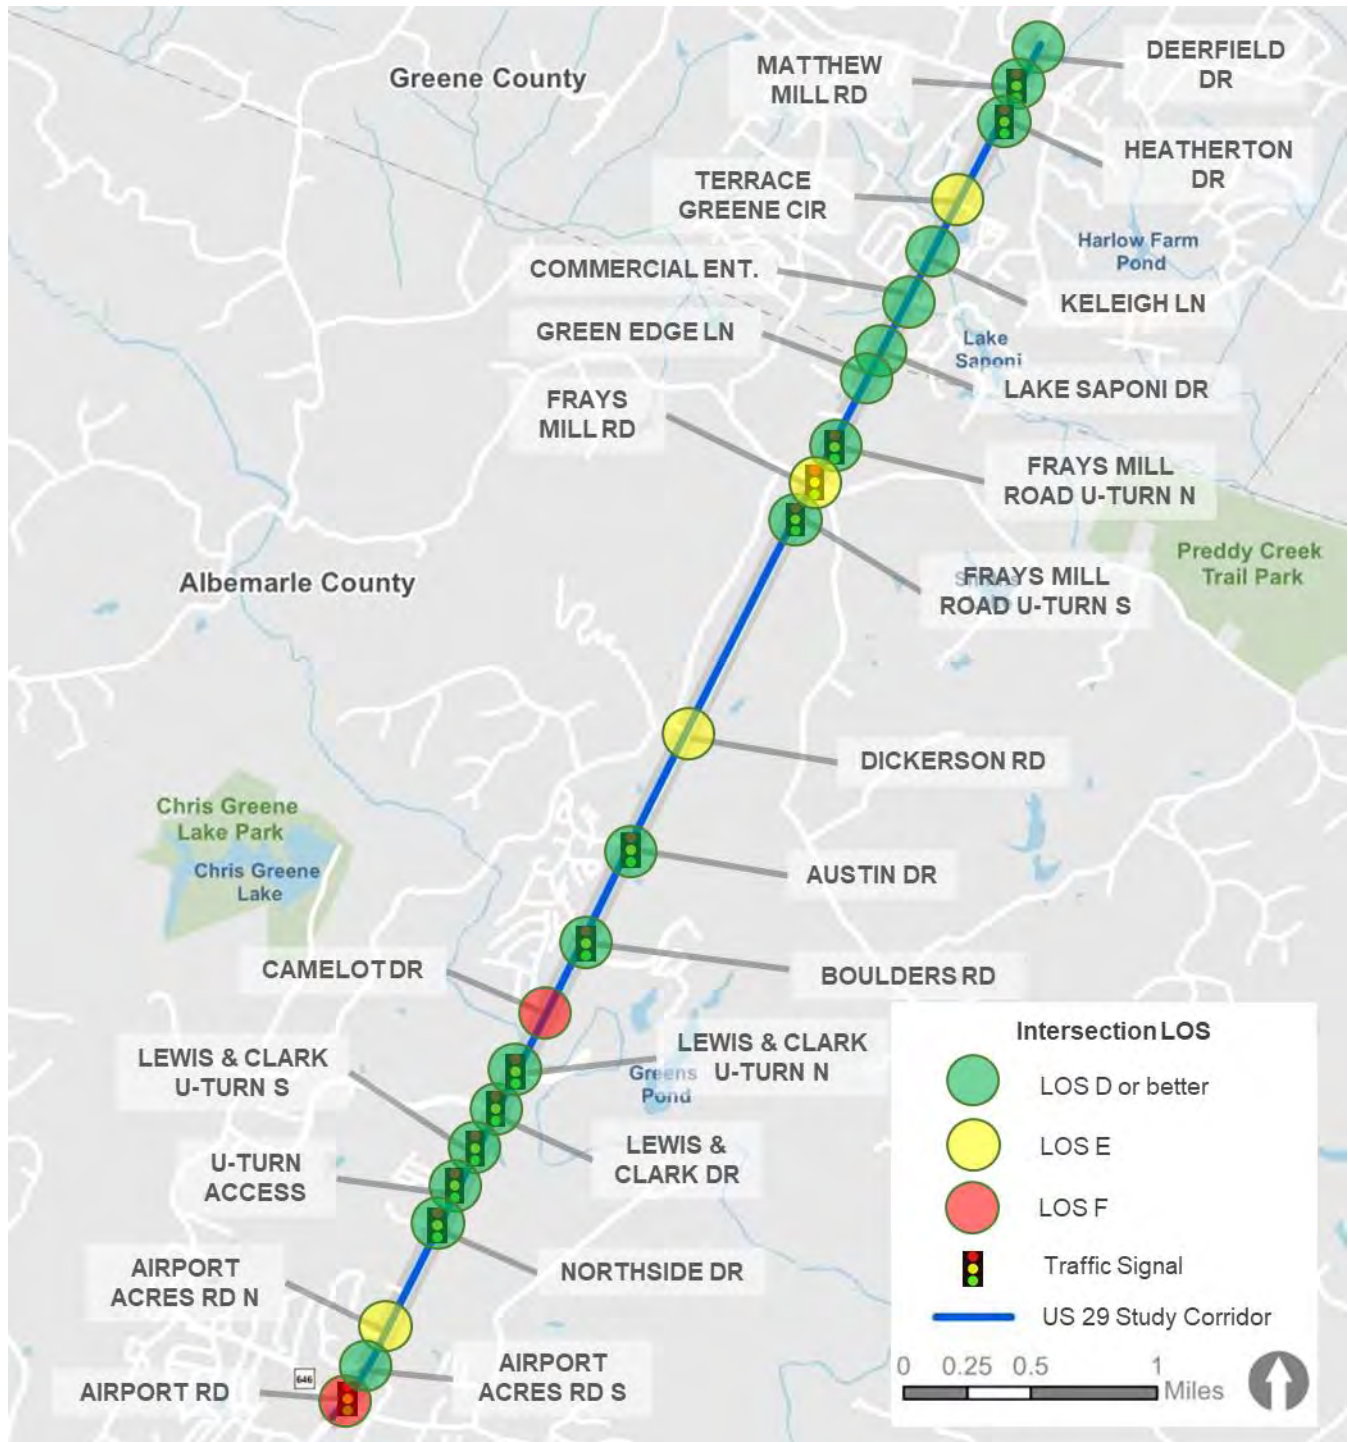 Greene County
MATTHEW
MILL RD
DEERFIELD
DR
HEATHERTON
DR
TERRACE
GREENE CIR
Harlow Farm
Pond
COMMERCIAL ENT.
KELEIGH LN
GREEN EDGE LN
Lake
Saponi
LAKE SAPONI DR
FRAYS
MILL RD
FRAYS MILL
ROAD U-TURN N
Preddy Creek
Trail Park
Albemarle County
FRAYS MILL
ROAD U-TURN S
DICKERSON RD
Chris Greene
Lake Park
Chris Greene
Lake
AUSTIN DR
CAMELOT DR
BOULDERS RD
LEWIS & CLARK
U-TURN S
LEWIS & CLARK
U-TURN N
Greens
Pond
U-TURN
ACCESS
LEWIS &
CLARK DR
AIRPORT
ACRES RD N
NORTHSIDE DR
646
AIRPORT RD
AIRPORT
ACRES RD S
Intersection LOS
LOS D or better
LOS E
LOS F
Traffic Signal
US 29 Study Corridor
0 0.25 0.5 1
Miles